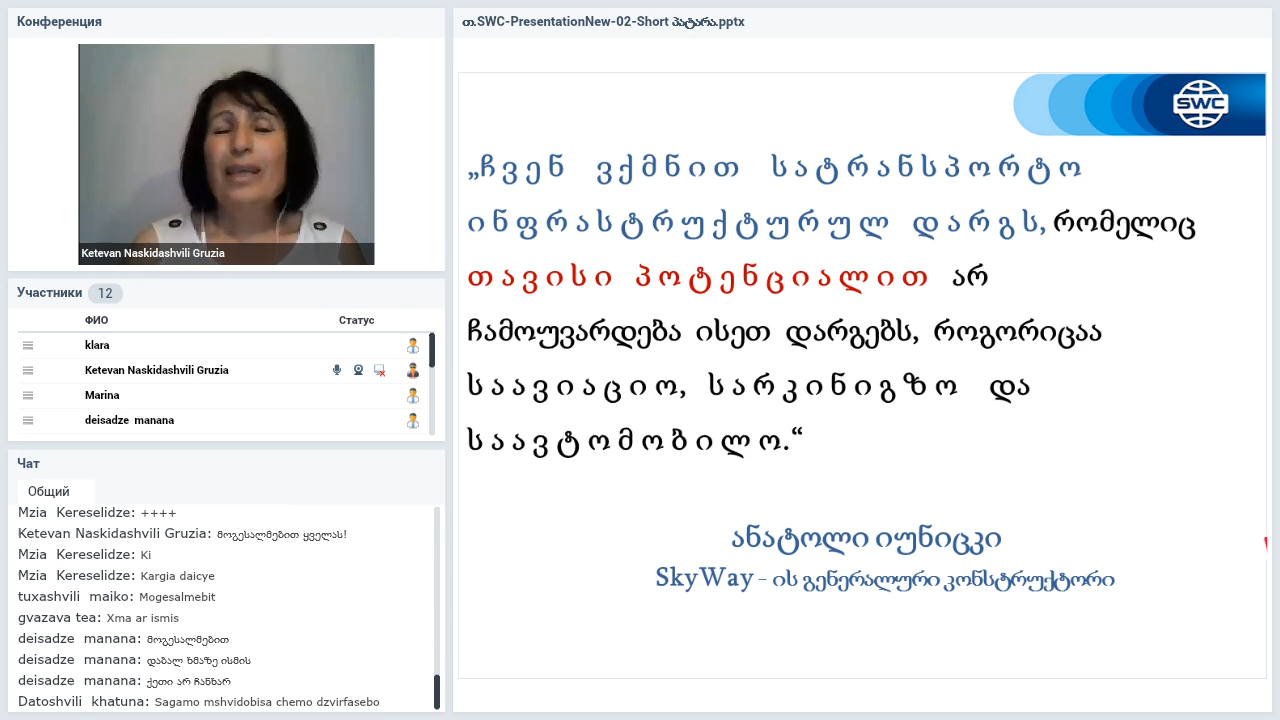 Конференция
Ketevan Naskidashvili Gruzia
Участники 12
ФИО Статус
klara
Ketevan Naskidashvili Gruzia
Marina
deisadze manana
Чат
Общий
Mzia Kereselidze: ++++
Ketevan Naskidashvili Gruzia: მოგესალმებით ყველას!
Mzia Kereselidze: Ki
Mzia Kereselidze: Kargia daicye
tuxashvili maiko: Mogesalmebit
gvazava tea: Xma ar ismis
deisadze manana: მოგესალმებით
deisadze manana: დაბალ ხმაზე ისმის
deisadze manana: ქეთი არ ჩანხარ
Datoshvili khatuna: Sagamo mshvidobisa chemo dzvirfasebo
თ.SWC-PresentationNew-02-Short პატარა.pptx
SWC
„ჩვენ ვქმნით სატრანსპორტო
ინფრასტრუქტურულ დარგს, რომელიც
თავისი პოტენციალით არ
ჩამოუვარდება ისეთ დარგებს, როგორიცაა
საავიაციო, სარკინიგზო და
საავტომობილო.“
ანატოლი იუნიცკი
SkyWay – ის გენერალური კონსტრუქტორი